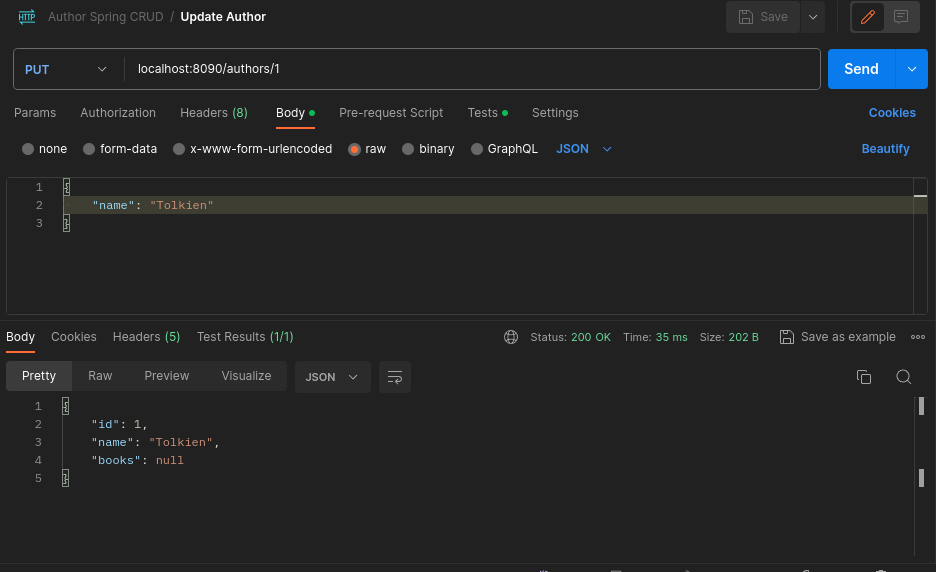 HTTP Author Spring CRUD / Update Author Save
PUT localhost:8090/authors/1 Send
Params Authorization Headers (8) Body Pre-request Script Tests Settings Cookies
none form-data x-www-form-urlencoded raw binary GraphQL JSON Beautify
1 {
2 "name": "Tolkien"
3 }
Body Cookies Headers (5) Test Results (1/1) Status: 200 OK Time: 35 ms Size: 202 B Save as example
Pretty Raw Preview Visualize JSON
1 {
2 "id": 1,
3 "name": "Tolkien",
4 "books": null
5 }